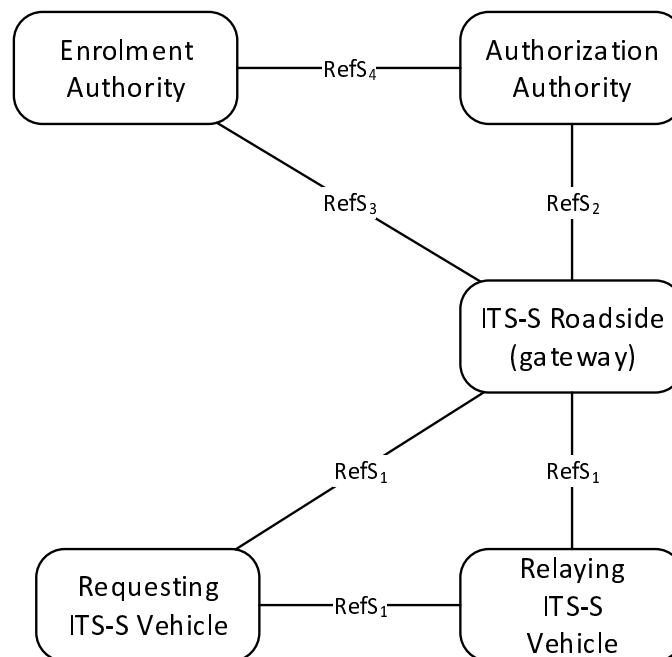 Enrolment
Authority
RefS₄
Authorization
Authority
RefS₃
RefS₂
ITS-S Roadside
(gateway)
RefS₁
RefS₁
Requesting
ITS-S Vehicle
RefS₁
Relaying
ITS-S
Vehicle